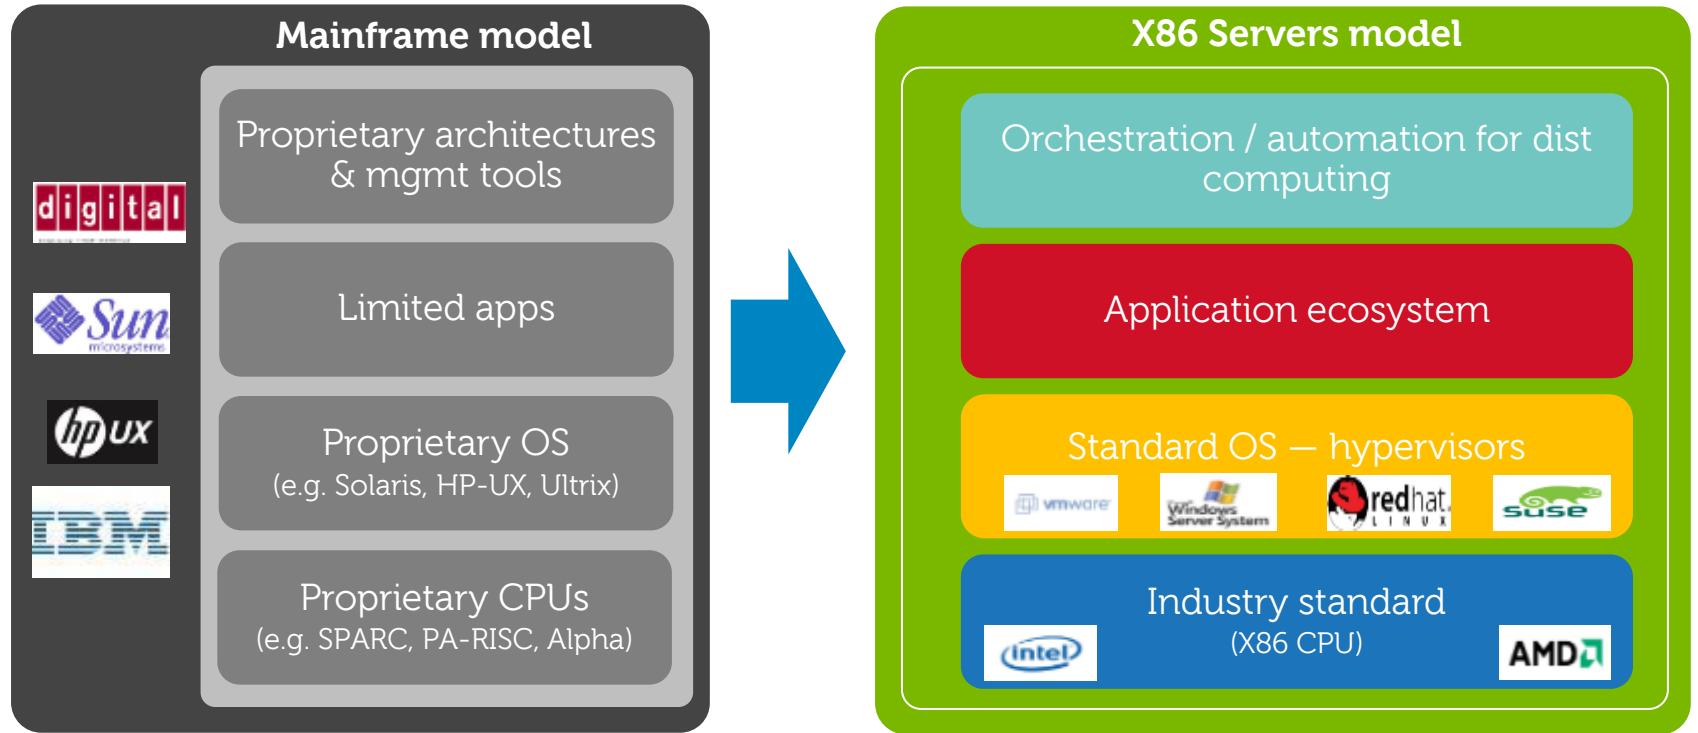 Mainframe model
Proprietary architectures
& mgmt tools
Limited apps
Proprietary OS
(e.g. Solaris, HP-UX, Ultrix)
Proprietary CPUs
(e.g. SPARC, PA-RISC, Alpha)
digital
Sun
microsystems
hp UX
IBM
X86 Servers model
Orchestration / automation for dist
computing
Application ecosystem
Standard OS — hypervisors
vmware
Windows
Server System
redhat.
LINUX
suse
Industry standard
(X86 CPU)
intel
AMD